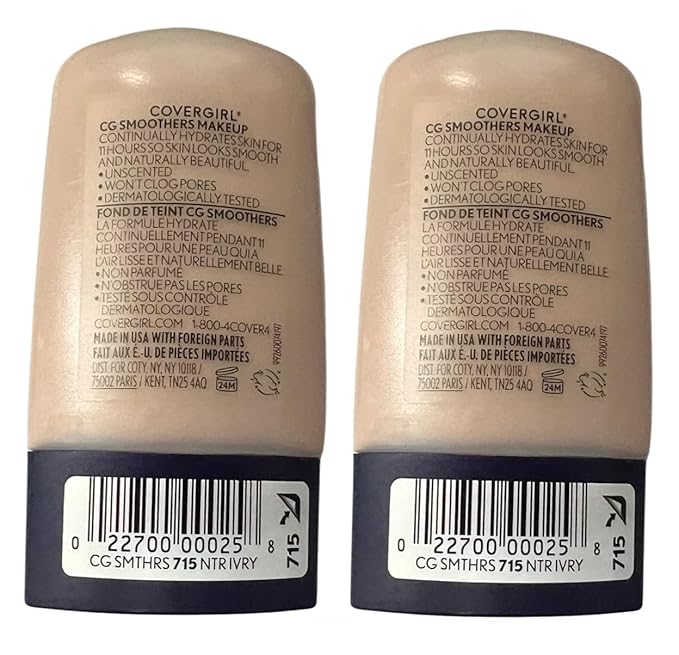 COVERGIRL®
CG SMOOTHERS MAKEUP
CONTINUALLY HYDRATES SKIN FOR
11 HOURS SO SKIN LOOKS SMOOTH
AND NATURALLY BEAUTIFUL.
• UNSCENTED
• WON'T CLOG PORES
• DERMATOLOGICALLY TESTED
FOND DE TEINT CG SMOOTHERS
LA FORMULE HYDRATE
CONTINUELLEMENT PENDANT 11
HEURES POUR UNE PEAU QUI A
L'AIR LISSE ET NATURELLEMENT BELLE
• NON PARFUMÉ
• N'OBSTRUE PAS LES PORES
• TESTÉ SOUS CONTRÔLE
DERMATOLOGIQUE
COVERGIRL.COM 1-800-4COVER4
MADE IN USA WITH FOREIGN PARTS
FAIT AUX É.-U. DE PIÈCES IMPORTÉES
DIST. FOR COTY, NY, NY 10118 /
75002 PARIS / KENT, TN25 4AQ
24M
99260074197
0 22700 00025 8
CG SMTHRS 715 NTR IVRY
715
COVERGIRL®
CG SMOOTHERS MAKEUP
CONTINUALLY HYDRATES SKIN FOR
11 HOURS SO SKIN LOOKS SMOOTH
AND NATURALLY BEAUTIFUL.
• UNSCENTED
• WON'T CLOG PORES
• DERMATOLOGICALLY TESTED
FOND DE TEINT CG SMOOTHERS
LA FORMULE HYDRATE
CONTINUELLEMENT PENDANT 11
HEURES POUR UNE PEAU QUI A
L'AIR LISSE ET NATURELLEMENT BELLE
• NON PARFUMÉ
• N'OBSTRUE PAS LES PORES
• TESTÉ SOUS CONTRÔLE
DERMATOLOGIQUE
COVERGIRL.COM 1-800-4COVER4
MADE IN USA WITH FOREIGN PARTS
FAIT AUX É.-U. DE PIÈCES IMPORTÉES
DIST. FOR COTY, NY, NY 10118 /
75002 PARIS / KENT, TN25 4AQ
24M
99260074197
0 22700 00025 8
CG SMTHRS 715 NTR IVRY
715